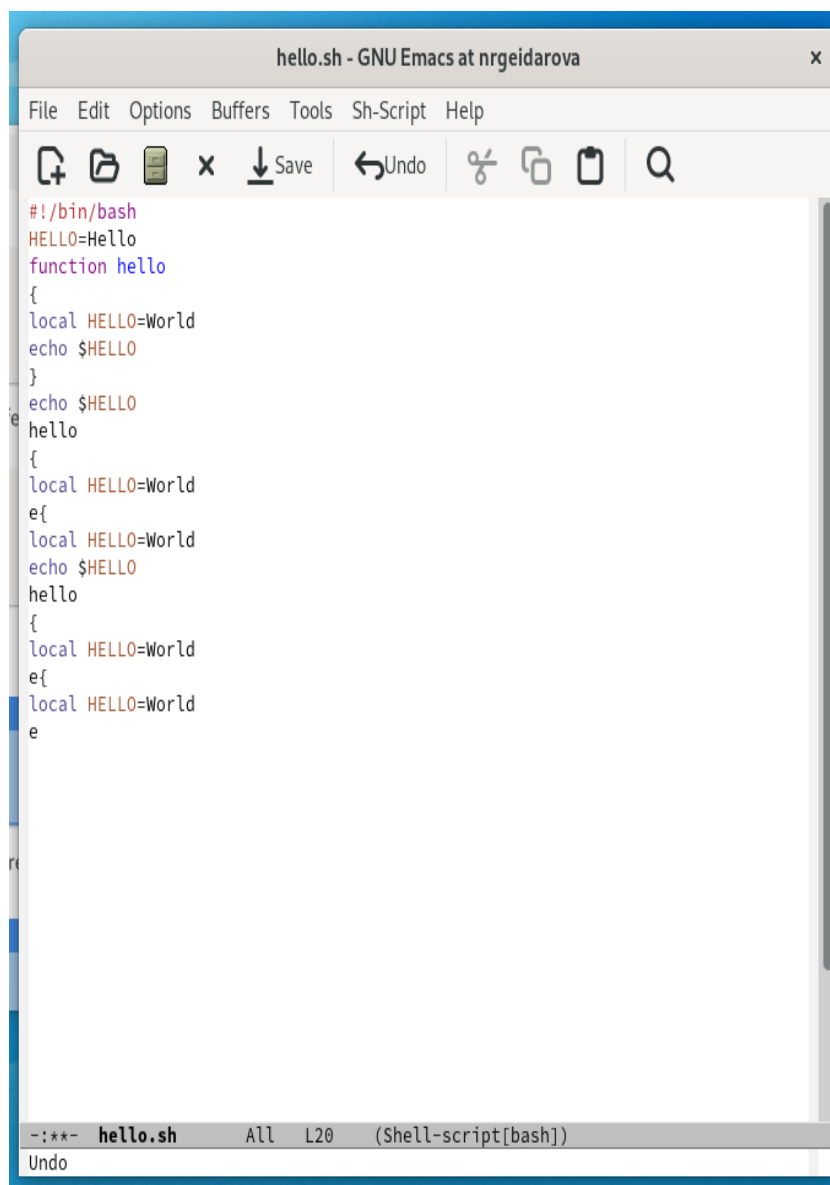 hello.sh - GNU Emacs at nrgeidarova ×
File Edit Options Buffers Tools Sh-Script Help
Save Undo
#!/bin/bash
HELLO=Hello
function hello
{
local HELLO=World
echo $HELLO
}
echo $HELLO
hello
{
local HELLO=World
e{
local HELLO=World
echo $HELLO
hello
{
local HELLO=World
e{
local HELLO=World
e
-:**- hello.sh All L20 (Shell-script[bash])
Undo